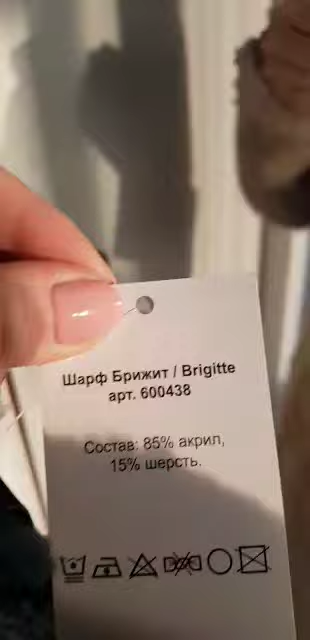 Шарф Брижит / Brigitte
арт. 600438
Состав: 85% акрил,
15% шерсть.